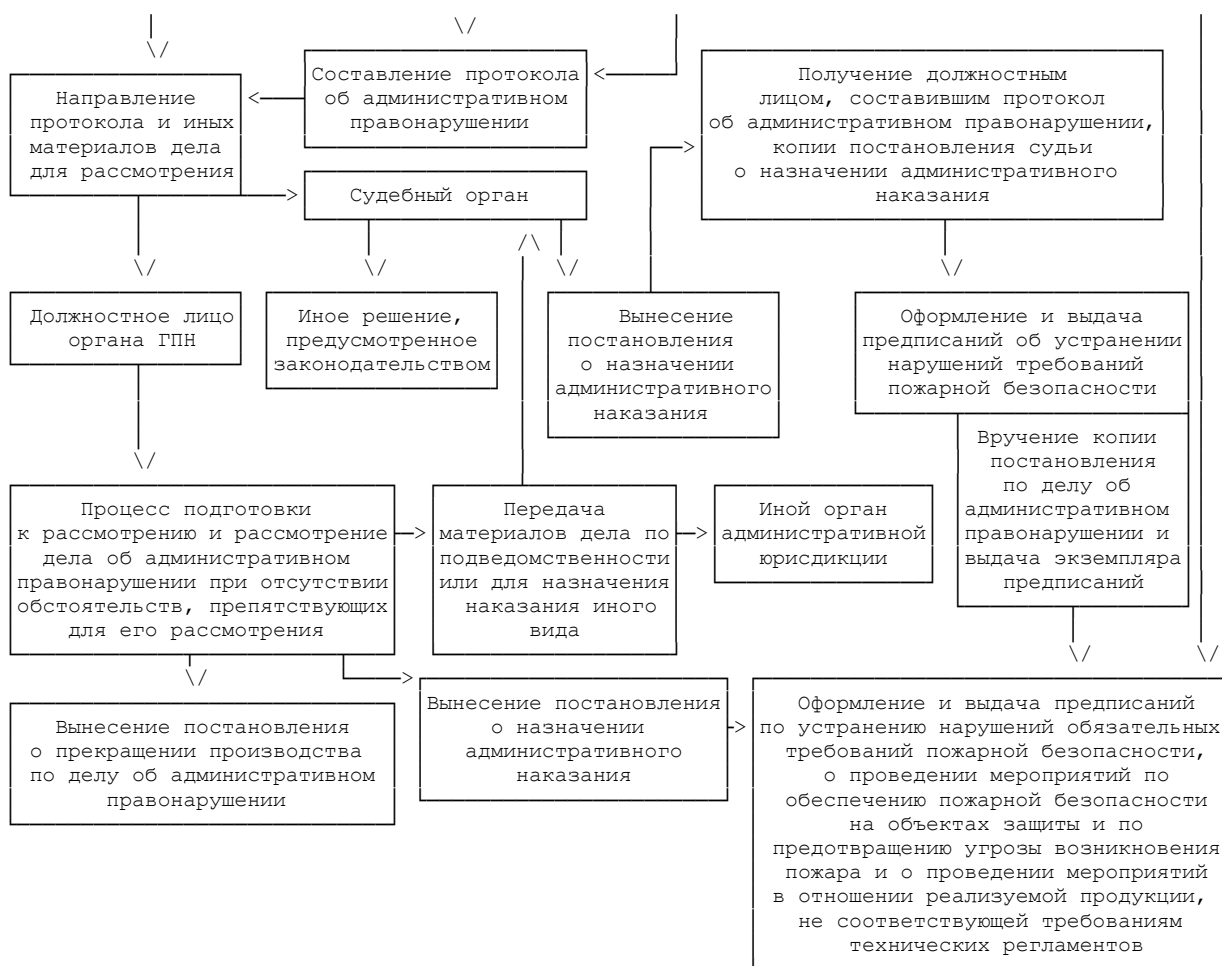 Составление протокола
об административном
правонарушении
Получение должностным
лицом, составившим протокол
об административном правонарушении,
копии постановления судьи
о назначении административного
наказания
Направление
протокола и иных
материалов дела
для рассмотрения
Судебный орган
Должностное лицо
органа ГПН
Иное решение,
предусмотренное
законодательством
Вынесение
постановления
о назначении
административного
наказания
Оформление и выдача
предписаний об устранении
нарушений требований
пожарной безопасности
Вручение копии
постановления
по делу об
административном
правонарушении и
выдача экземпляра
предписаний
Процесс подготовки
к рассмотрению и рассмотрение
дела об административном
правонарушении при отсутствии
обстоятельств, препятствующих
для его рассмотрения
Передача
материалов дела по
подведомственности
или для назначения
наказания иного
вида
Иной орган
административной
юрисдикции
Вынесение постановления
о прекращении производства
по делу об административном
правонарушении
Вынесение постановления
о назначении
административного
наказания
Оформление и выдача предписаний
по устранению нарушений обязательных
требований пожарной безопасности,
о проведении мероприятий по
обеспечению пожарной безопасности
на объектах защиты и по
предотвращению угрозы возникновения
пожара и о проведении мероприятий
в отношении реализуемой продукции,
не соответствующей требованиям
технических регламентов